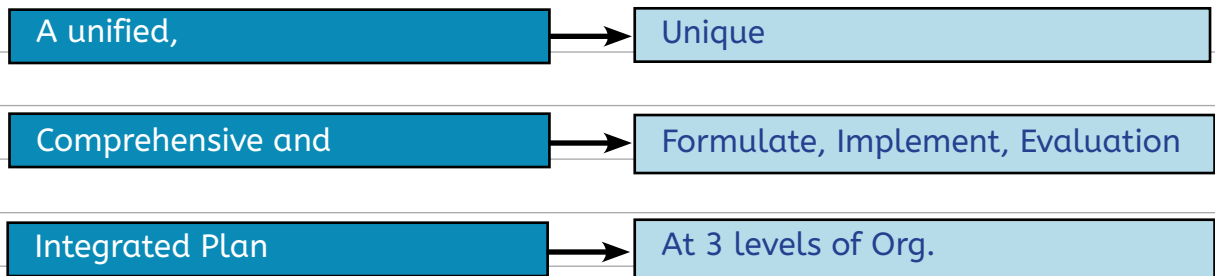 A unified,
Unique
Comprehensive and
Formulate, Implement, Evaluation
Integrated Plan
At 3 levels of Org.